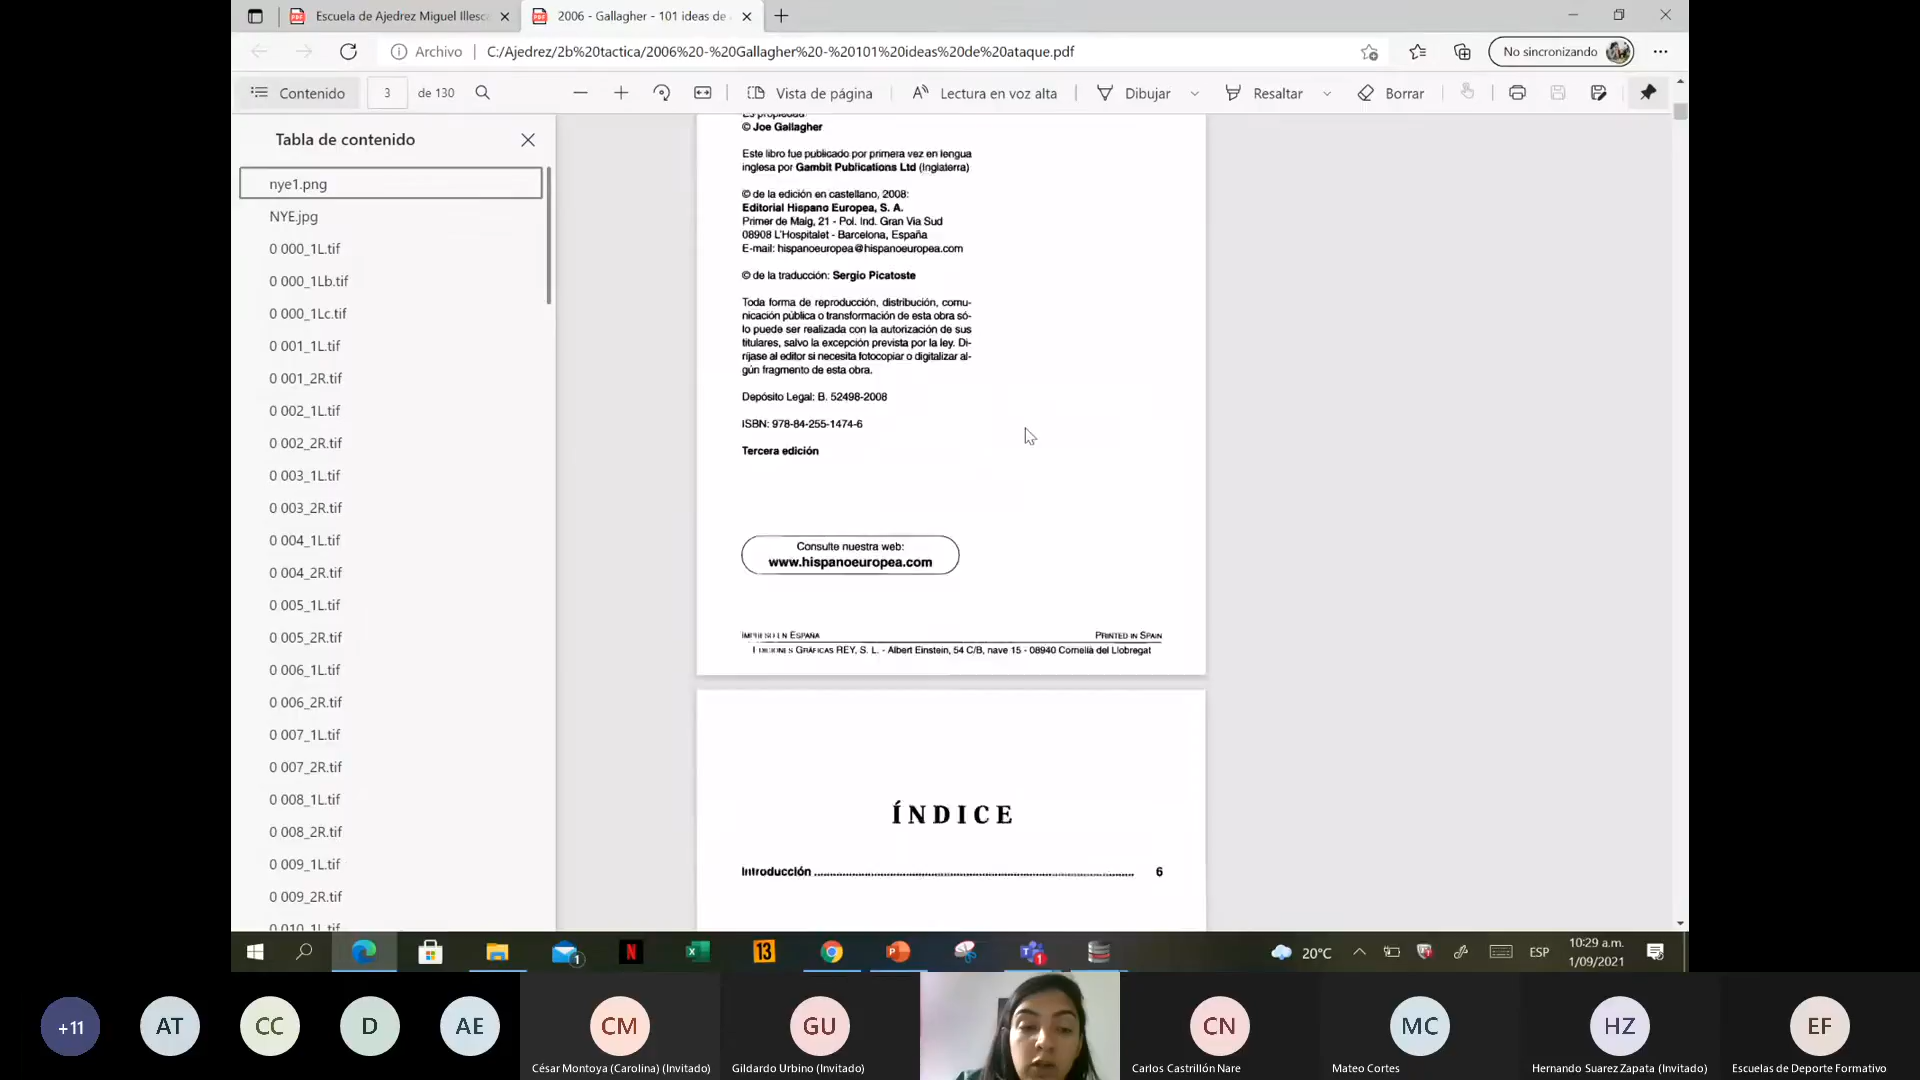 Escuela de Ajedrez Miguel Illesc
2006 - Gallagher - 101 ideas de
Archivo
C:/Ajedrez/2b%20tactica/2006%20-%20Gallagher%20-%20101%20ideas%20de%20ataque.pdf
No sincronizando
Contenido
3
de 130
Vista de página
Lectura en voz alta
Dibujar
Resaltar
Borrar
Tabla de contenido
nye1.png
NYE.jpg
0 000_1L.tif
0 000_1Lb.tif
0 000_1Lc.tif
0 001_1L.tif
0 001_2R.tif
0 002_1L.tif
0 002_2R.tif
0 003_1L.tif
0 003_2R.tif
0 004_1L.tif
0 004_2R.tif
0 005_1L.tif
0 005_2R.tif
0 006_1L.tif
0 006_2R.tif
0 007_1L.tif
0 007_2R.tif
0 008_1L.tif
0 008_2R.tif
0 009_1L.tif
0 009_2R.tif
0 010_1L.tif
Es propiedad
© Joe Gallagher
Este libro fue publicado por primera vez en lengua
inglesa por Gambit Publications Ltd (Inglaterra)
© de la edición en castellano, 2008:
Editorial Hispano Europea, S. A.
Primer de Maig, 21 - Pol. Ind. Gran Via Sud
08908 L'Hospitalet - Barcelona, España
E-mail: hispanoeuropea@hispanoeuropea.com
© de la traducción: Sergio Picatoste
Toda forma de reproducción, distribución, comu-
nicación pública o transformación de esta obra só-
lo puede ser realizada con la autorización de sus
titulares, salvo la excepción prevista por la ley. Di-
ríjase al editor si necesita fotocopiar o digitalizar al-
gún fragmento de esta obra.
Depósito Legal: B. 52498-2008
ISBN: 978-84-255-1474-6
Tercera edición
Consulte nuestra web:
www.hispanoeuropea.com
IMPRESO EN ESPAÑA
PRINTED IN SPAIN
EDICIONES GRÁFICAS REY, S. L. - Albert Einstein, 54 C/B, nave 15 - 08940 Cornellà del Llobregat
ÍNDICE
Introducción ........ 6
13
1
1
20°C
ESP
10:29 a.m.
1/09/2021
+11
AT
CC
D
AE
CM
César Montoya (Carolina) (Invitado)
GU
Gildardo Urbino (Invitado)
CN
Carlos Castrillón Nare
MC
Mateo Cortes
HZ
Hernando Suarez Zapata (Invitado)
EF
Escuelas de Deporte Formativo